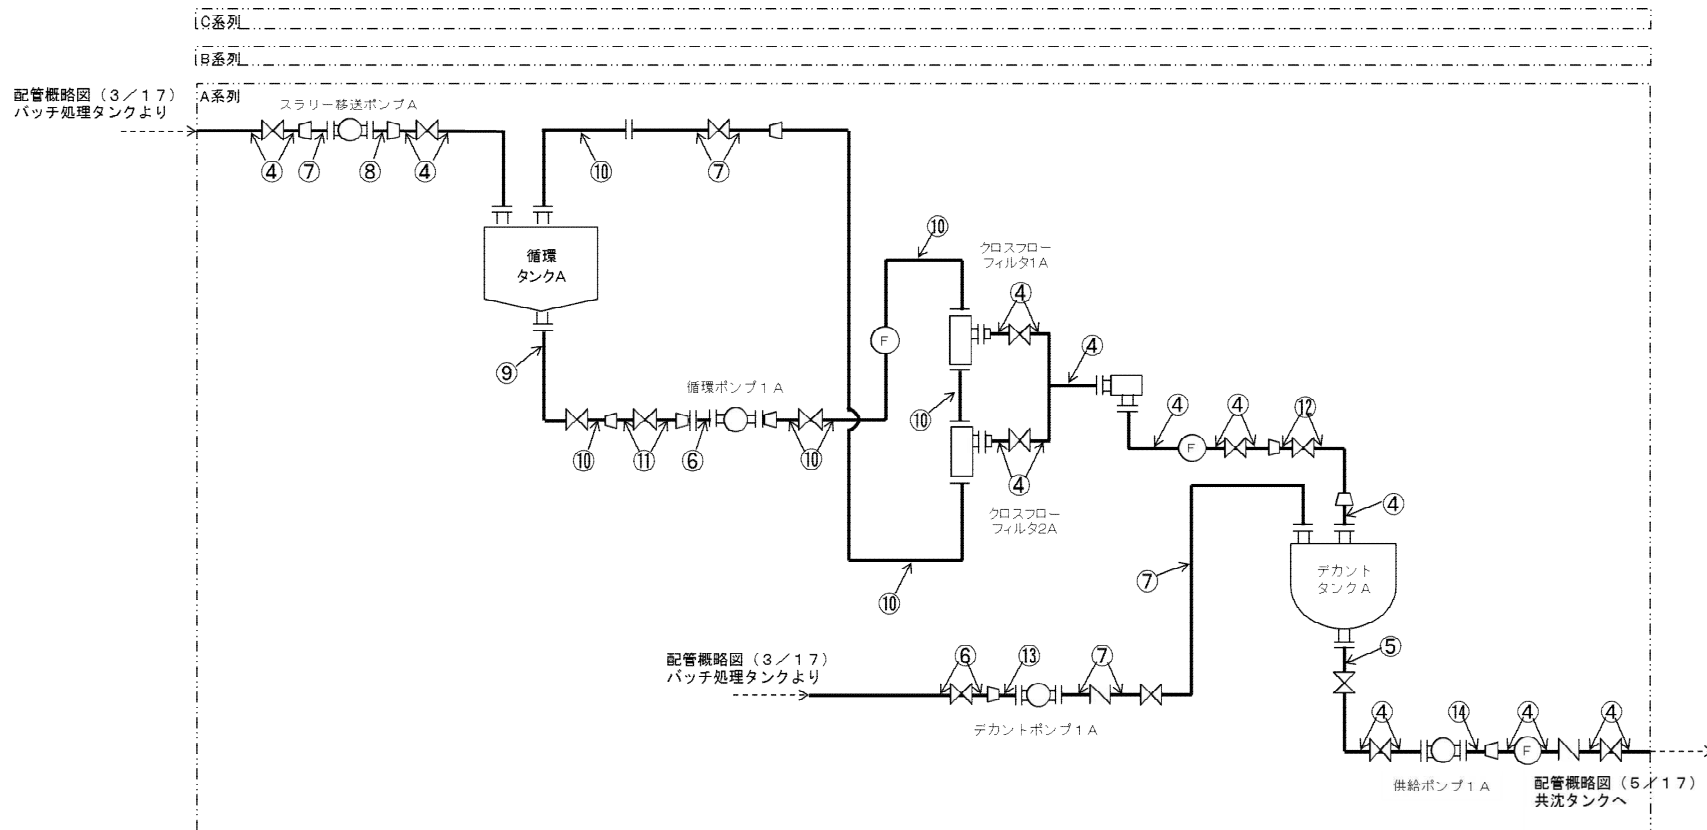 C系列
B系列
A系列
配管概略図（3／17）
バッチ処理タンクより
スラリー移送ポンプA
④
⑦
⑧
④
⑩
⑦
循環
タンクA
⑩
クロスフロー
フィルタ1A
④
F
④
⑨
循環ポンプ1A
⑩
④
④
⑫
⑩
⑪
⑥
⑩
F
④
クロスフロー
フィルタ2A
④
⑦
デカント
タンクA
⑩
⑤
配管概略図（3／17）
バッチ処理タンクより
⑥
⑬
⑦
デカントポンプ1A
④
⑭
④
④
F
供給ポンプ1A
配管概略図（5／17）
共沈タンクへ